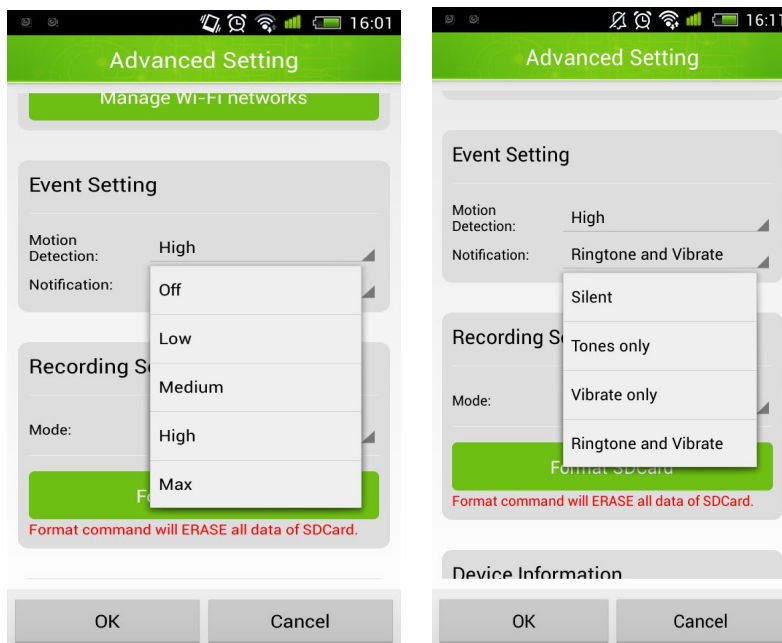 16:01
Advanced Setting
Manage Wi-Fi networks
Event Setting
Motion
Detection:
High
Notification:
Off
Low
Recording S
Medium
Mode:
High
Max
F
Format command will ERASE all data of SDCard.
OK
Cancel
16:11
Advanced Setting
Event Setting
Motion
Detection:
High
Notification:
Ringtone and Vibrate
Silent
Recording S
Tones only
Mode:
Vibrate only
Ringtone and Vibrate
Format SDCard
Format command will ERASE all data of SDCard.
Device Information
OK
Cancel